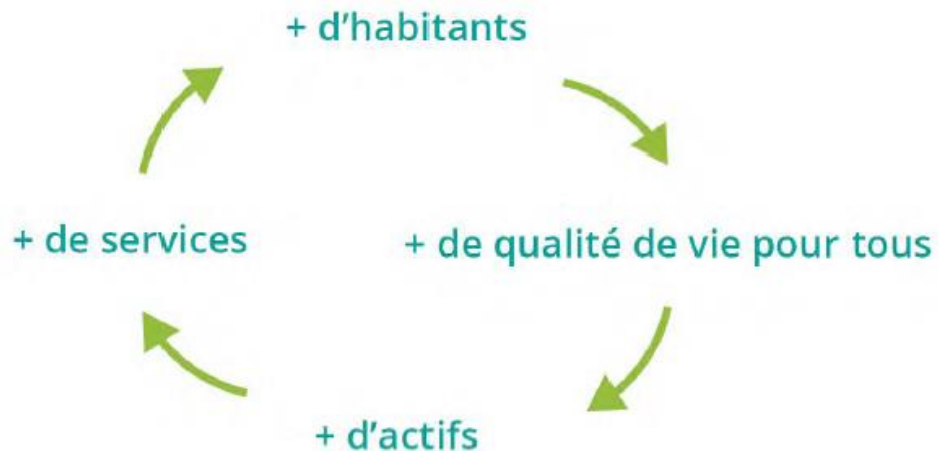 + d’habitants
+ de services
+ de qualité de vie pour tous
+ d’actifs